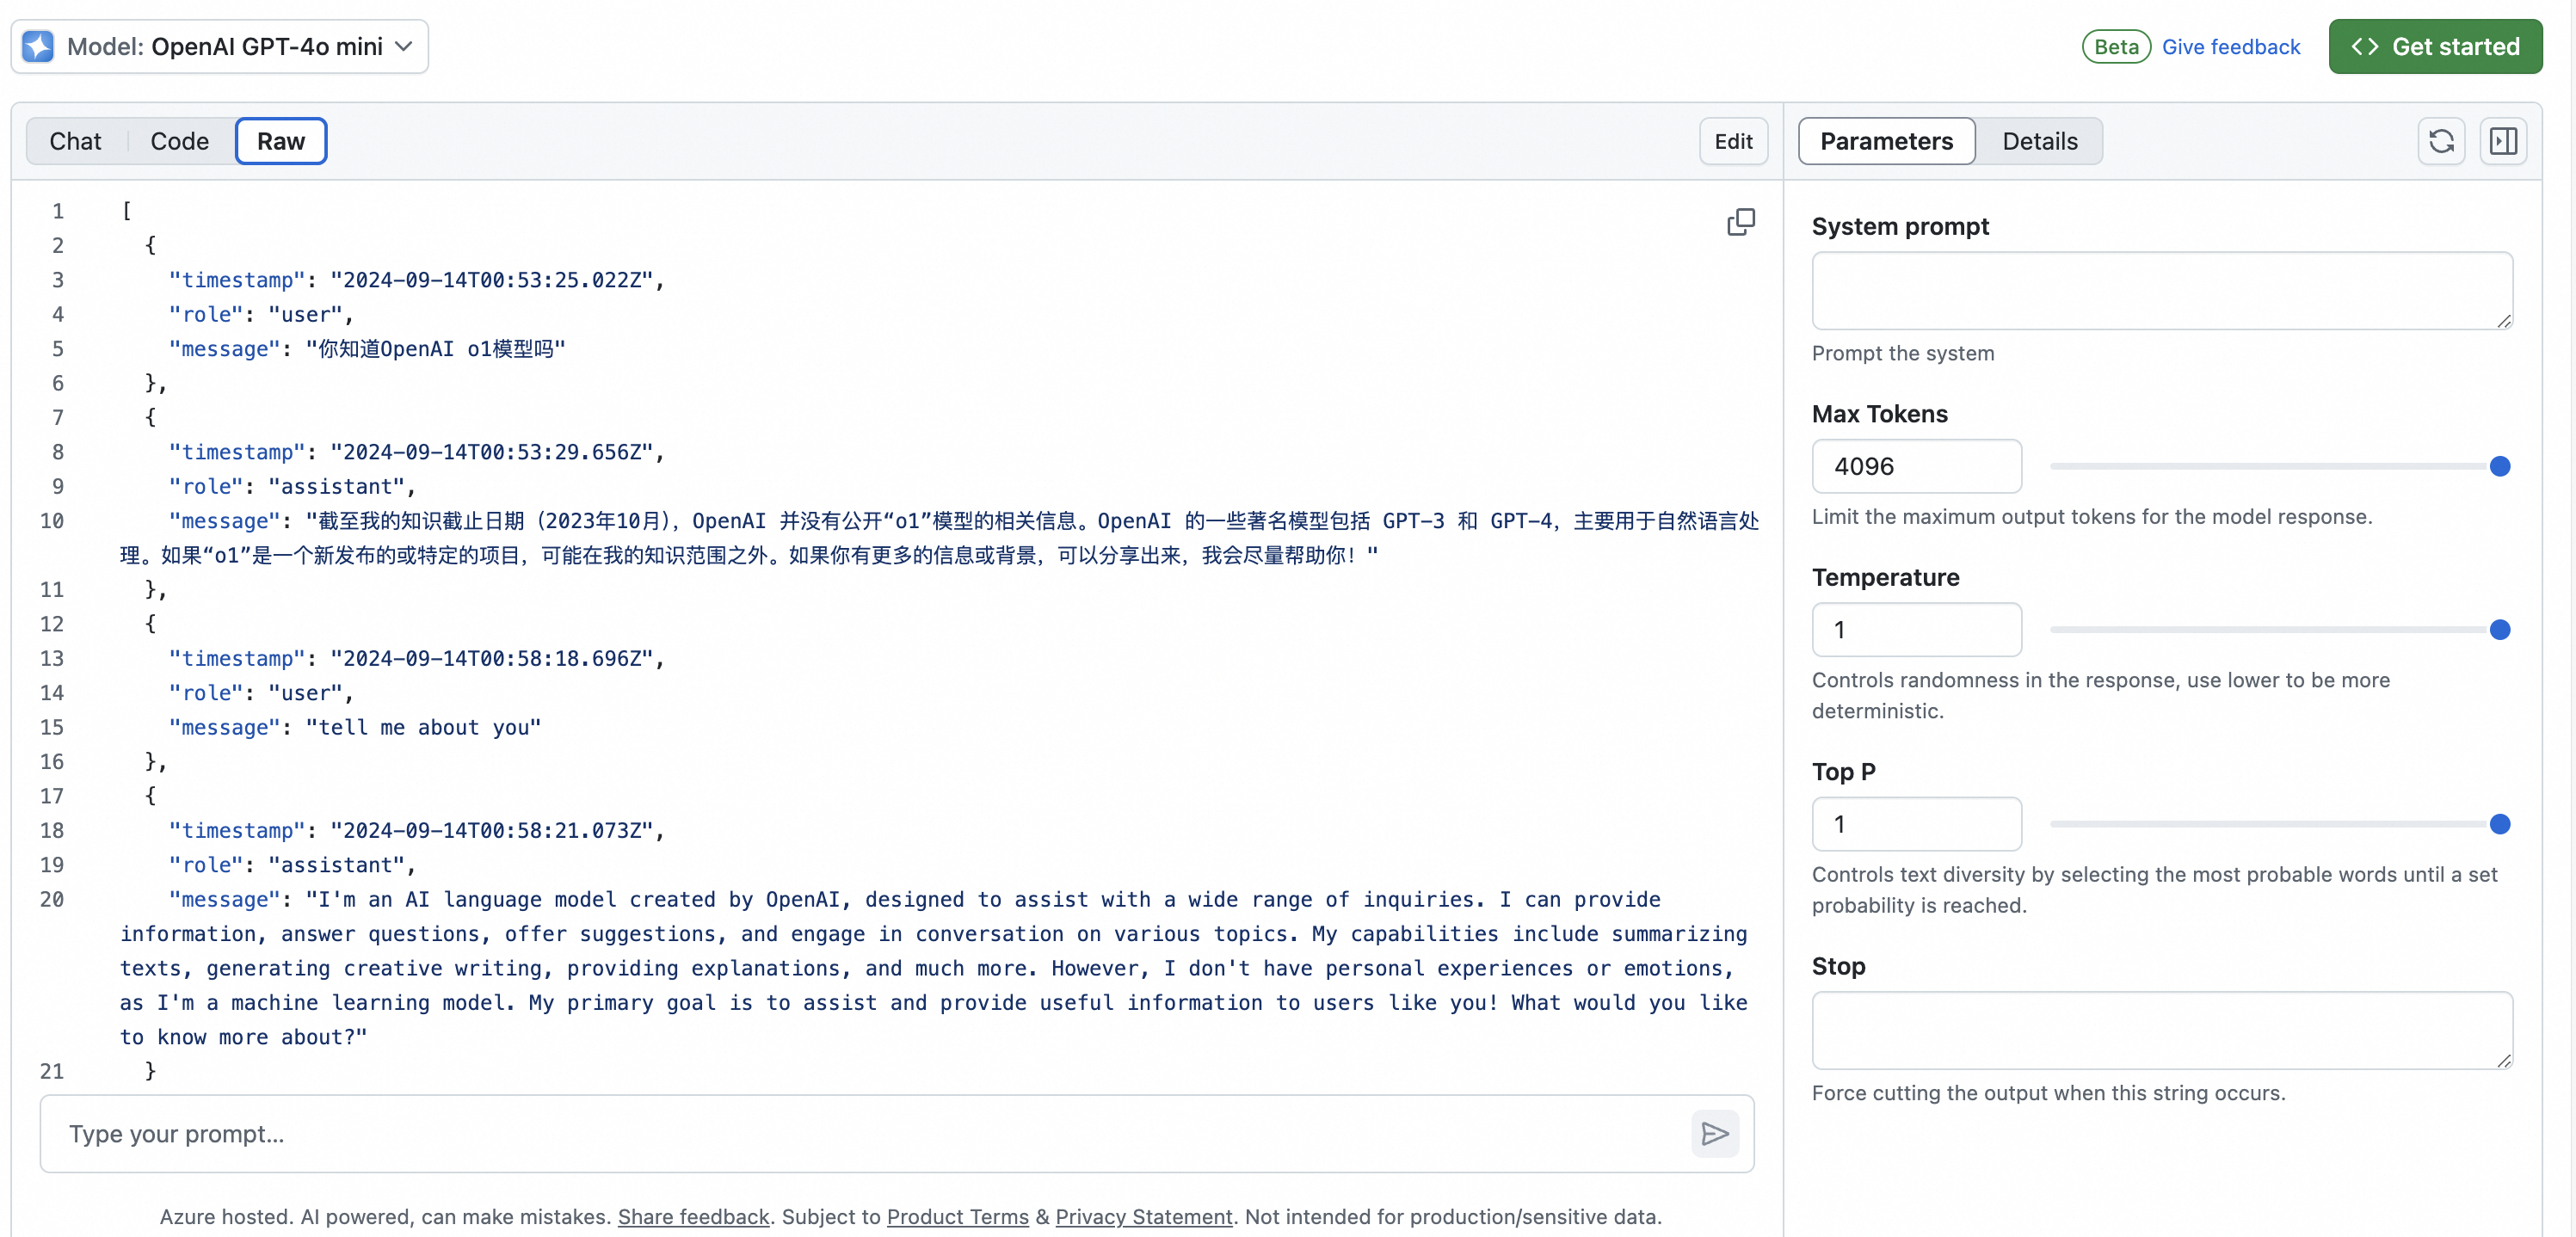 Model: OpenAI GPT-4o mini
Beta Give feedback Get started
Chat Code Raw Edit
1 [
2 {
3 "timestamp": "2024-09-14T00:53:25.022Z",
4 "role": "user",
5 "message": "你知道OpenAI o1模型吗"
6 },
7 {
8 "timestamp": "2024-09-14T00:53:29.656Z",
9 "role": "assistant",
10 "message": "截至我的知识截止日期（2023年10月），OpenAI 并没有公开“o1”模型的相关信息。OpenAI 的一些著名模型包括 GPT-3 和 GPT-4，主要用于自然语言处
理。如果“o1”是一个新发布的或特定的项目，可能在我的知识范围之外。如果你有更多的信息或背景，可以分享出来，我会尽量帮助你！"
11 },
12 {
13 "timestamp": "2024-09-14T00:58:18.696Z",
14 "role": "user",
15 "message": "tell me about you"
16 },
17 {
18 "timestamp": "2024-09-14T00:58:21.073Z",
19 "role": "assistant",
20 "message": "I'm an AI language model created by OpenAI, designed to assist with a wide range of inquiries. I can provide
information, answer questions, offer suggestions, and engage in conversation on various topics. My capabilities include summarizing
texts, generating creative writing, providing explanations, and much more. However, I don't have personal experiences or emotions,
as I'm a machine learning model. My primary goal is to assist and provide useful information to users like you! What would you like
to know more about?"
21 }
Type your prompt...
Azure hosted. AI powered, can make mistakes. Share feedback. Subject to Product Terms & Privacy Statement. Not intended for production/sensitive data.
Parameters Details
System prompt
Prompt the system
Max Tokens
4096
Limit the maximum output tokens for the model response.
Temperature
1
Controls randomness in the response, use lower to be more
deterministic.
Top P
1
Controls text diversity by selecting the most probable words until a set
probability is reached.
Stop
Force cutting the output when this string occurs.